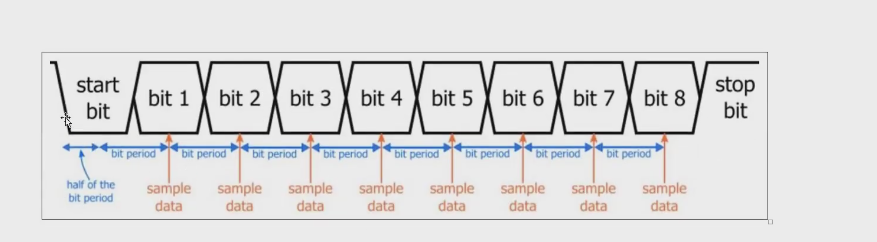 start
bit
bit 1
bit 2
bit 3
bit 4
bit 5
bit 6
bit 7
bit 8
stop
bit
bit period
bit period
bit period
bit period
bit period
bit period
bit period
bit period
half of the
bit period
sample
data
sample
data
sample
data
sample
data
sample
data
sample
data
sample
data
sample
data